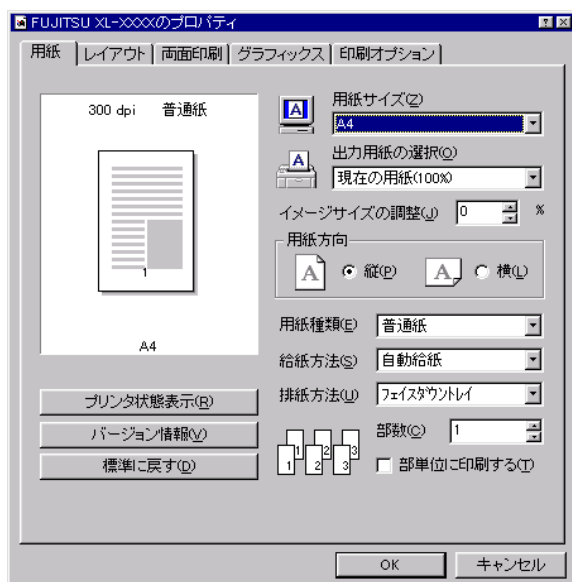 FUJITSU XL-XXXXのプロパティ
用紙 レイアウト 両面印刷 グラフィックス 印刷オプション
300 dpi 普通紙
1
A4
プリンタ状態表示(R)
バージョン情報(V)
標準に戻す(D)
A
用紙サイズ(Z)
A4
A
出力用紙の選択(O)
現在の用紙(100%)
イメージサイズの調整(J) 0 %
用紙方向
A 縦(P) A 横(L)
用紙種類(E) 普通紙
給紙方法(S) 自動給紙
排紙方法(U) フェイスダウントレイ
部数(C) 1
1 1 2 2 3 3
部単位に印刷する(T)
OK キャンセル